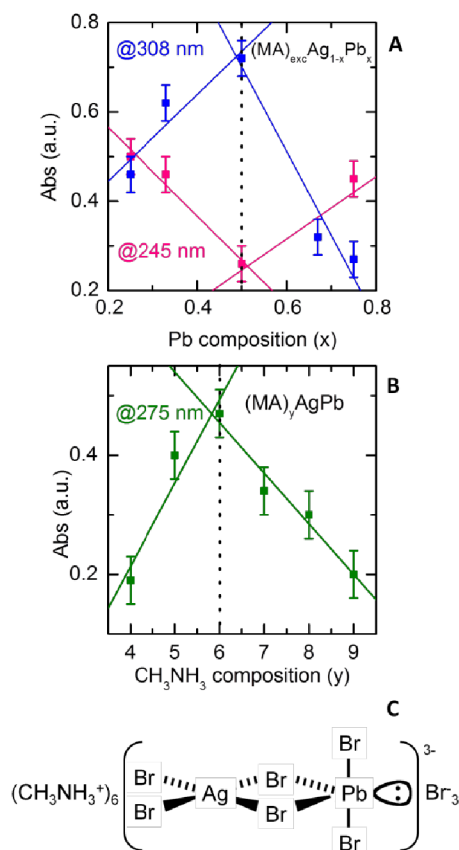 A
0.8
@308 nm
(MA)excAg1-xPbx
Abs (a.u.)
0.6
0.4
@245 nm
0.2
0.2 0.4 0.6 0.8
Pb composition (x)
B
@275 nm
(MA)yAgPb
Abs (a.u.)
0.4
0.2
4 5 6 7 8 9
CH3NH3 composition (y)
C
(CH3NH3+)6 Br Br Ag Br Br Pb Br Br : 3- Br-3